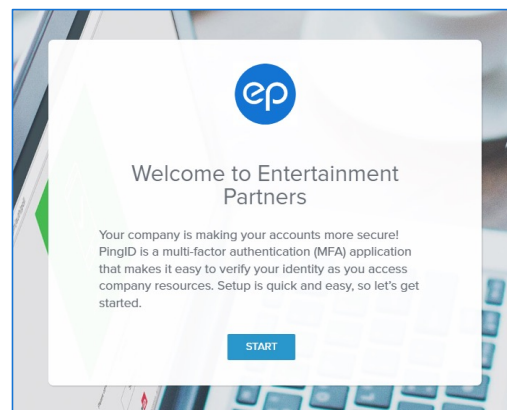 ep
Welcome to Entertainment
Partners
Your company is making your accounts more secure!
PingID is a multi-factor authentication (MFA) application
that makes it easy to verify your identity as you access
company resources. Setup is quick and easy, so let's get
started.
START